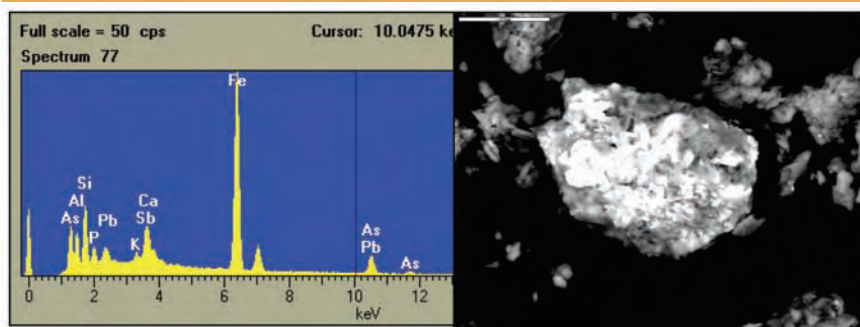 Full scale = 50 cps
Cursor: 10.0475
Spectrum 77
Fe
Si
Al
As
P
Pb
K
Ca
Sb
As
Pb
As
0 2 4 6 8 10 12
keV